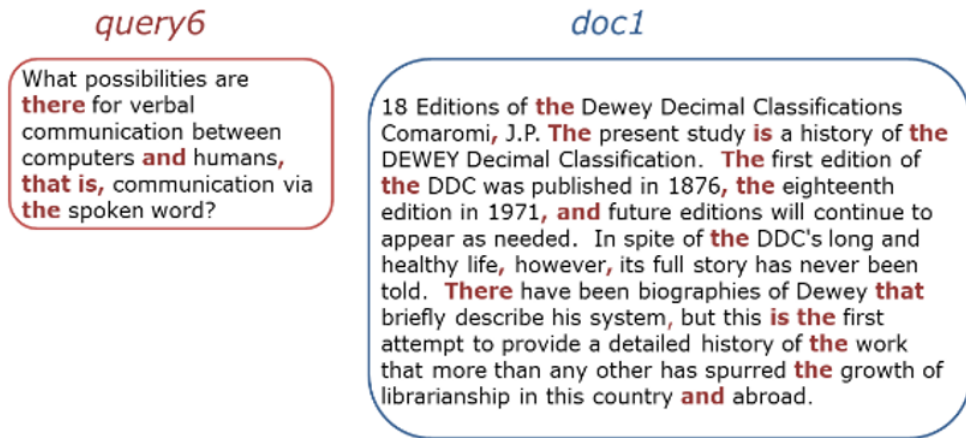 query6
What possibilities are
there for verbal
communication between
computers and humans,
that is, communication via
the spoken word?
doc1
18 Editions of the Dewey Decimal Classifications
Comaromi, J.P. The present study is a history of the
DEWEY Decimal Classification. The first edition of
the DDC was published in 1876, the eighteenth
edition in 1971, and future editions will continue to
appear as needed. In spite of the DDC's long and
healthy life, however, its full story has never been
told. There have been biographies of Dewey that
briefly describe his system, but this is the first
attempt to provide a detailed history of the work
that more than any other has spurred the growth of
librarianship in this country and abroad.